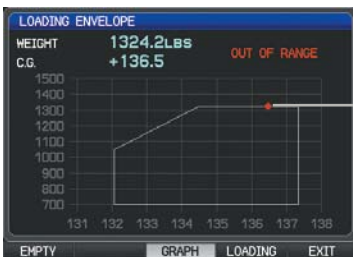 LOADING ENVELOPE
WEIGHT 1324.2LBS
C.G. +136.5
OUT OF RANGE
1500
1400
1300
1200
1100
1000
900
800
700
131 132 133 134 135 136 137 138
EMPTY GRAPH LOADING EXIT